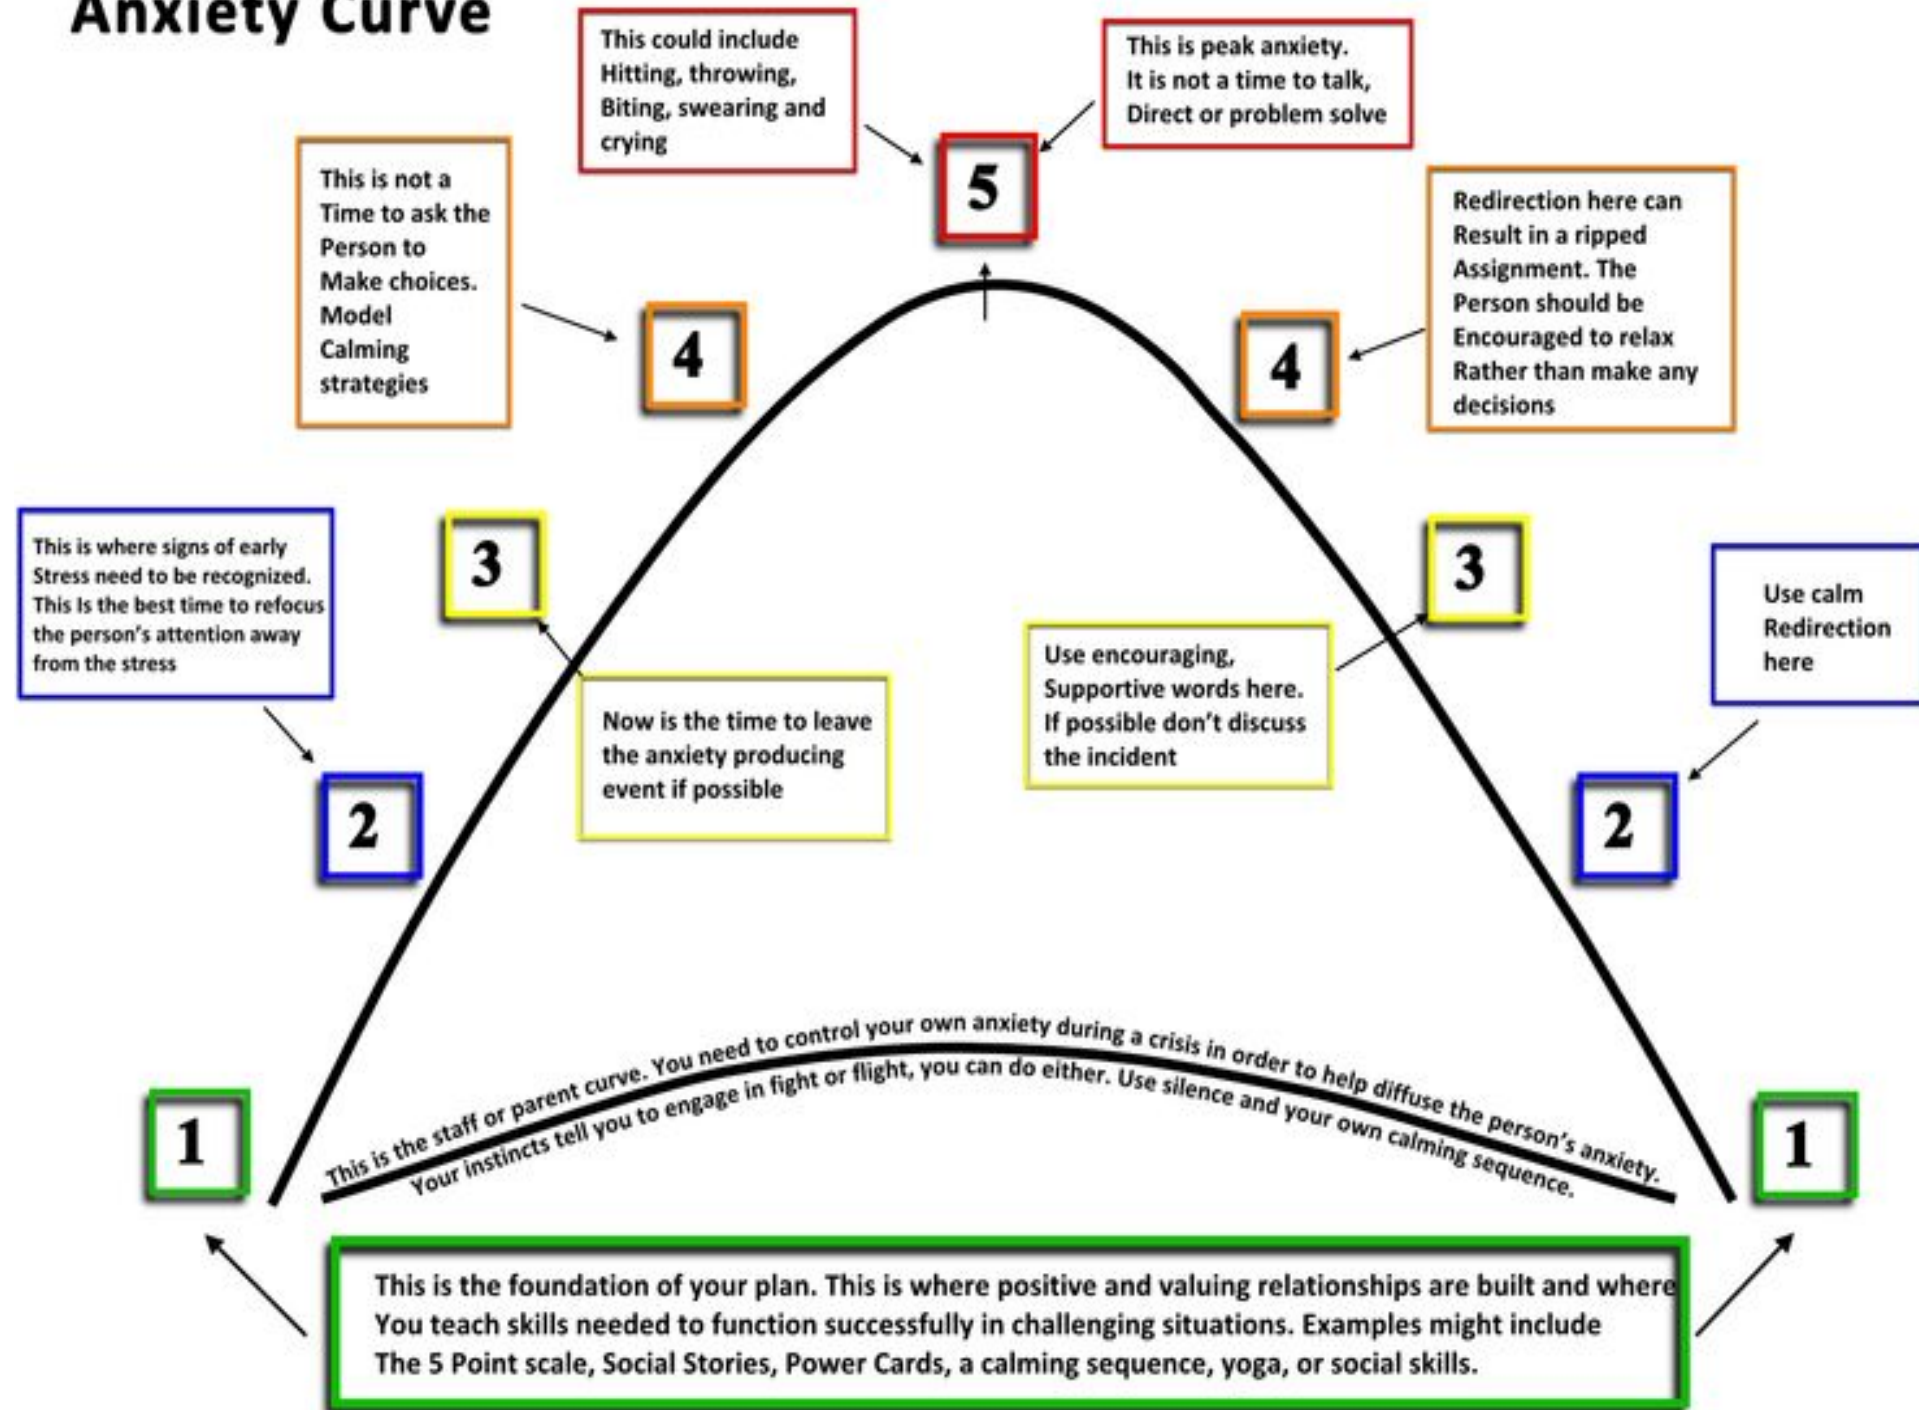 Anxiety Curve
This could include
Hitting, throwing,
Biting, swearing and
crying
This is peak anxiety.
It is not a time to talk,
Direct or problem solve
5
This is not a
Time to ask the
Person to
Make choices.
Model
Calming
strategies
4
Redirection here can
Result in a ripped
Assignment. The
Person should be
Encouraged to relax
Rather than make any
decisions
4
This is where signs of early
Stress need to be recognized.
This Is the best time to refocus
the person's attention away
from the stress
3
Now is the time to leave
the anxiety producing
event if possible
Use encouraging,
Supportive words here.
If possible don't discuss
the incident
3
Use calm
Redirection
here
2
2
This is the staff or parent curve. You need to control your own anxiety during a crisis in order to help diffuse the person's anxiety.
Your instincts tell you to engage in fight or flight, you can do either. Use silence and your own calming sequence.
1
1
This is the foundation of your plan. This is where positive and valuing relationships are built and where
You teach skills needed to function successfully in challenging situations. Examples might include
The 5 Point scale, Social Stories, Power Cards, a calming sequence, yoga, or social skills.